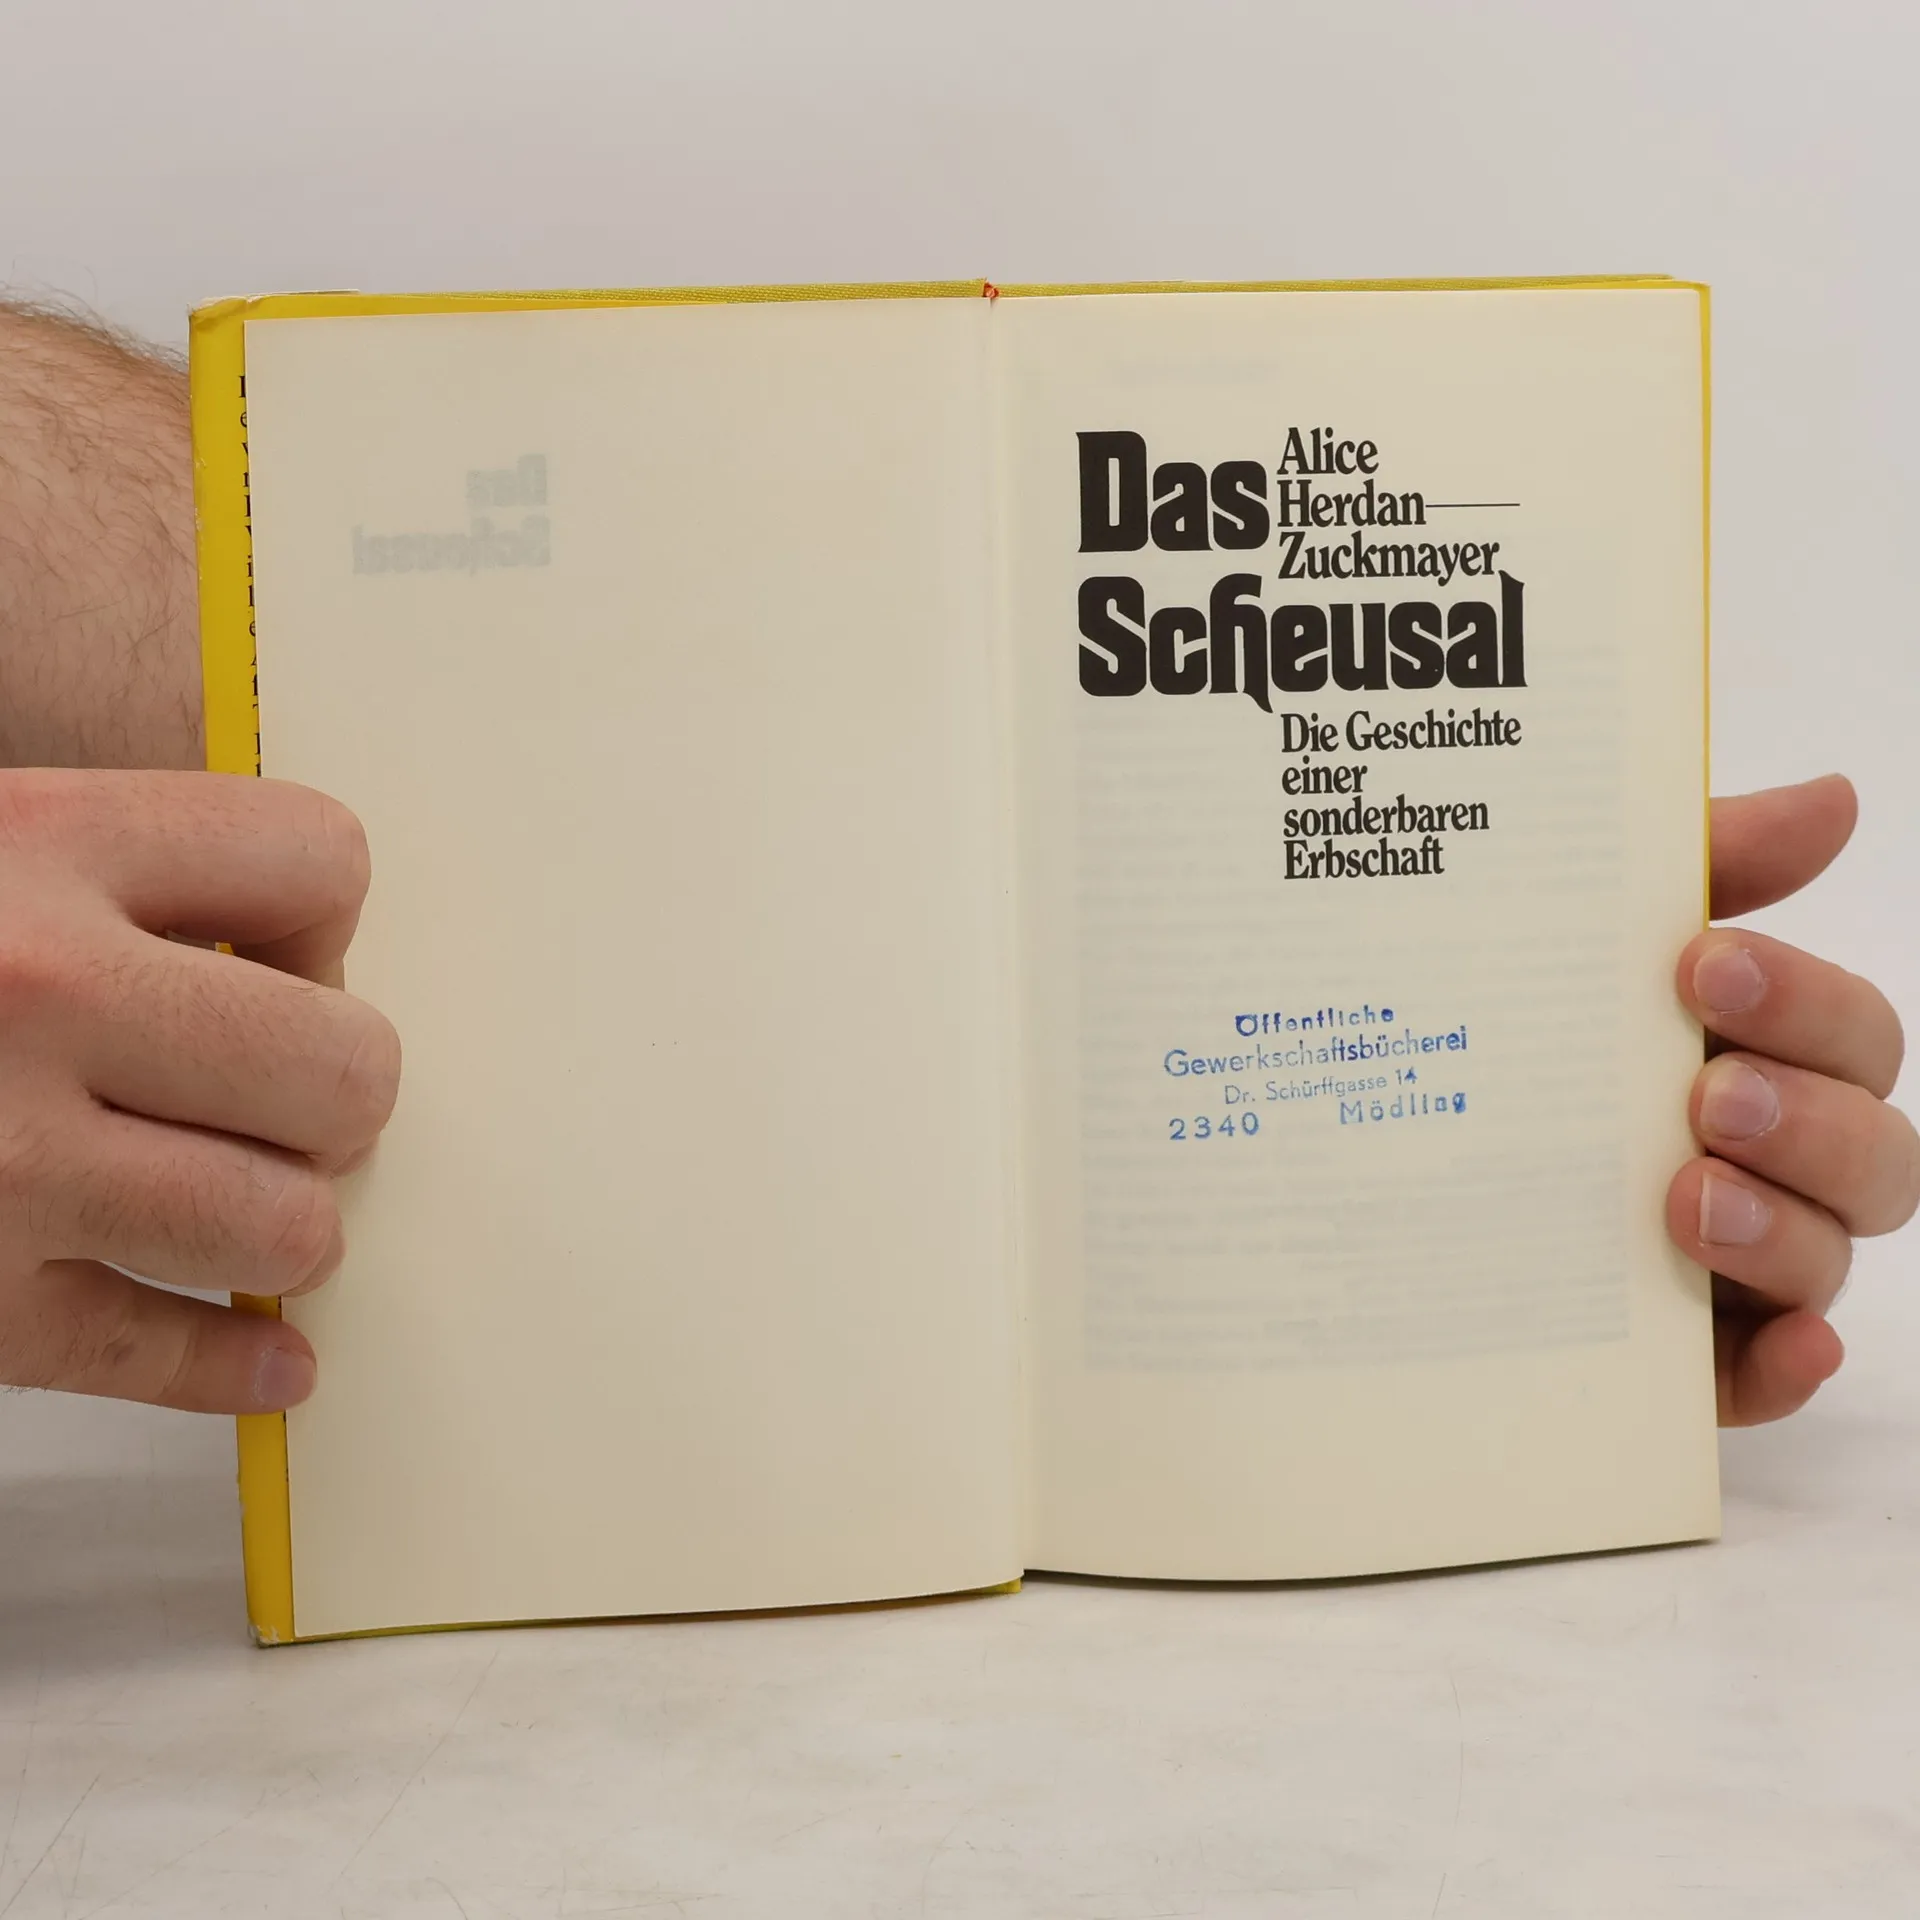 Das
Alice
Herdan—
Zuckmayer
Scheusal
Die Geschichte
einer
sonderbaren
Erbschaft
Öffentliche
Gewerkschaftsbücherei
Dr. Schürffgasse 14
2340 Mödling